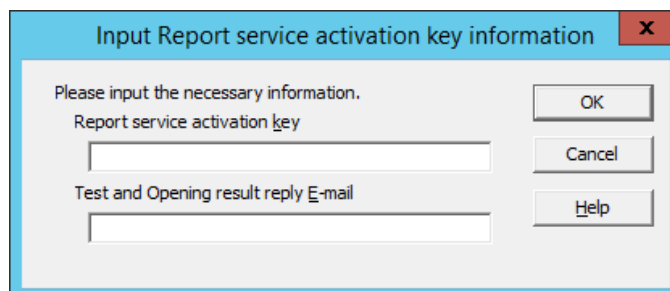 Input Report service activation key information
x
Please input the necessary information.
Report service activation key
Test and Opening result reply E-mail
OK
Cancel
Help